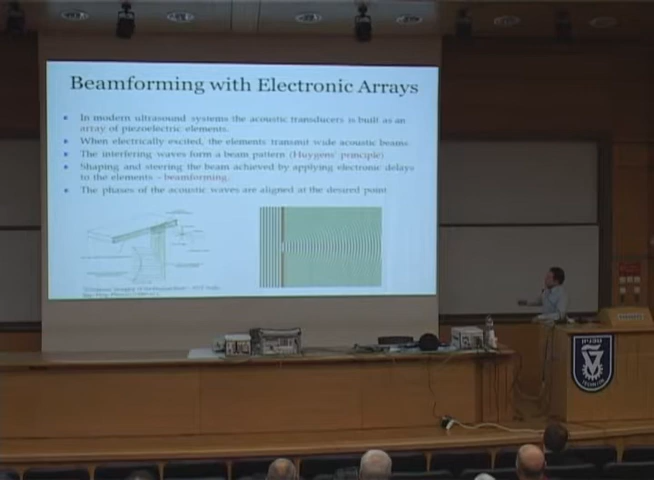 Beamforming with Electronic Arrays
In modern ultrasound systems the acoustic transducers is built as an
array of piezoelectric elements.
When electrically excited, the elements transmit wide acoustic beams.
The interfering waves form a beam pattern (Huygens' principle)
Shaping and steering the beam achieved by applying electronic delays
to the elements – beamforming.
The phases of the acoustic waves are aligned at the desired point
TECHNION